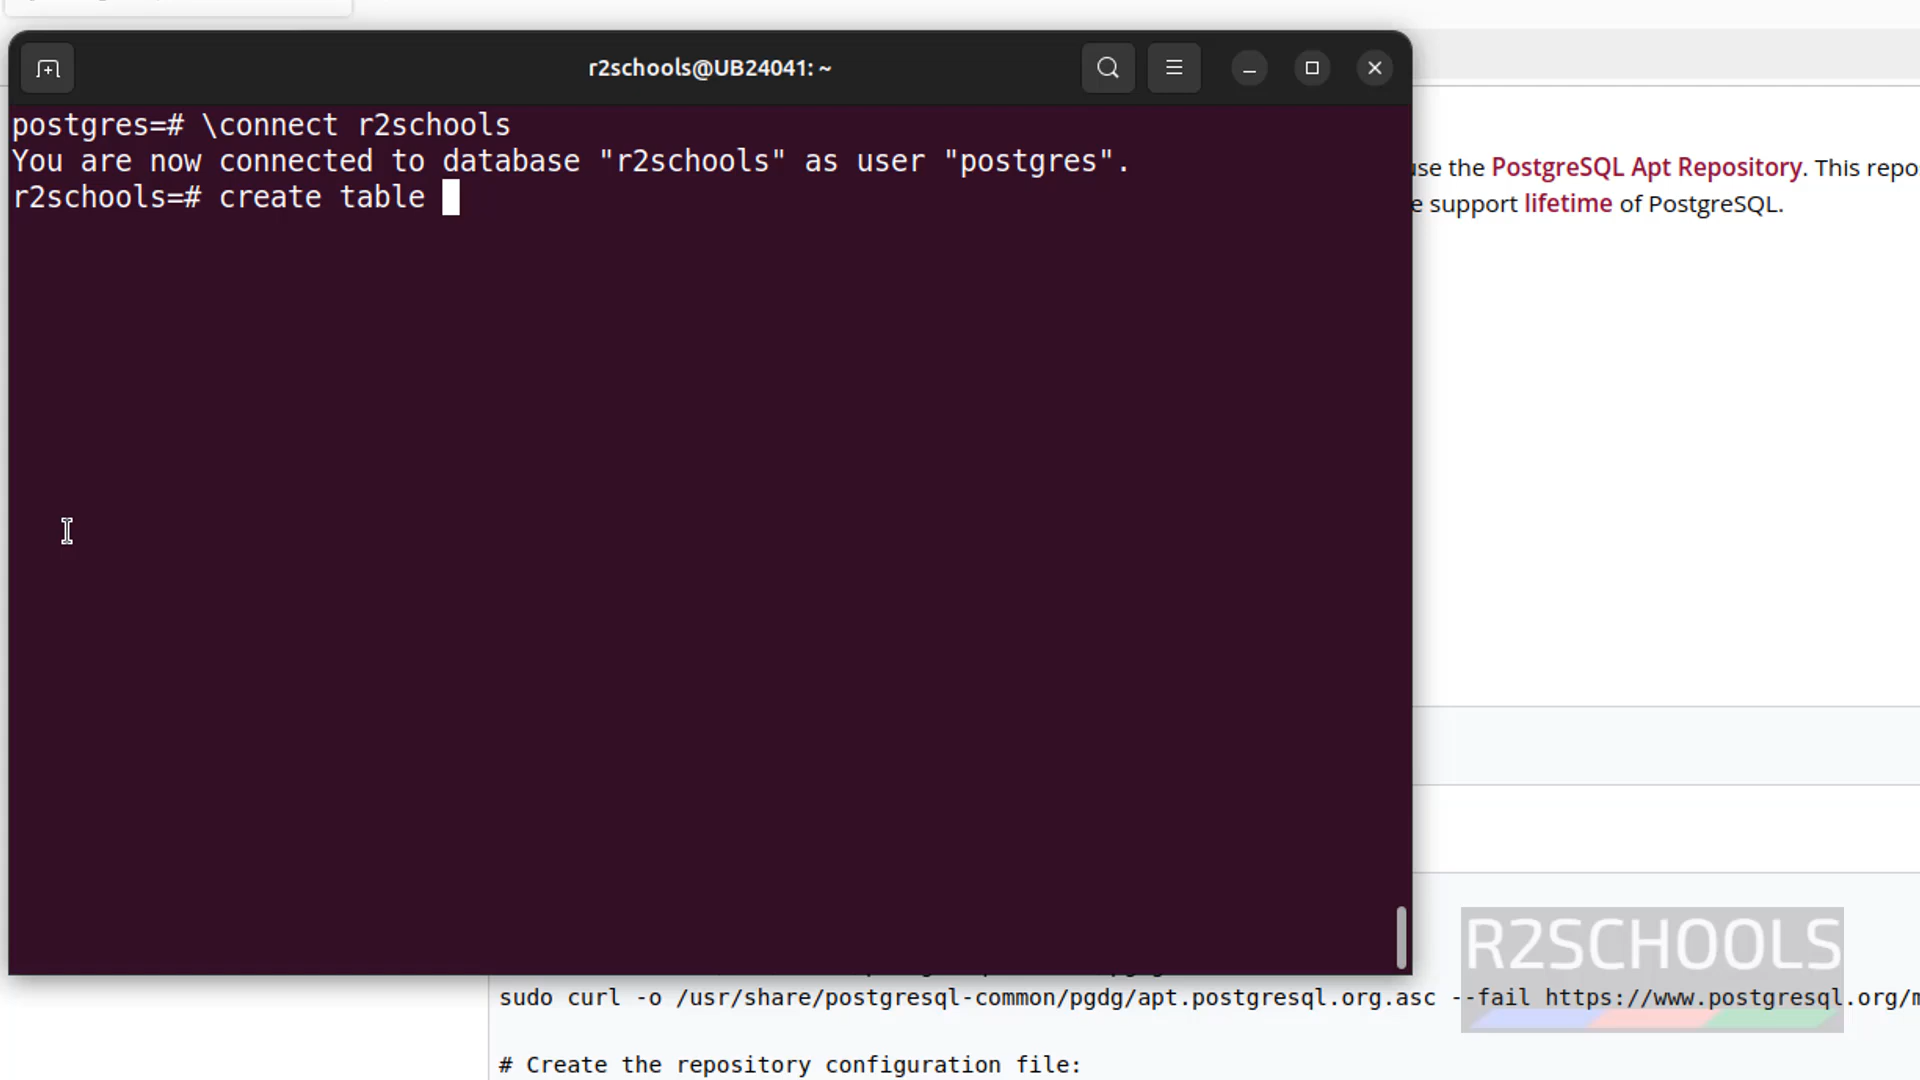 r2schools@UB24041: ~
postgres=# \connect r2schools
You are now connected to database "r2schools" as user "postgres".
r2schools=# create table
use the PostgreSQL Apt Repository. This repo
e support lifetime of PostgreSQL.
R2SCHOOLS
sudo curl -o /usr/share/postgresql-common/pgdg/apt.postgresql.org.asc --fail https://www.postgresql.org/m
# Create the repository configuration file: